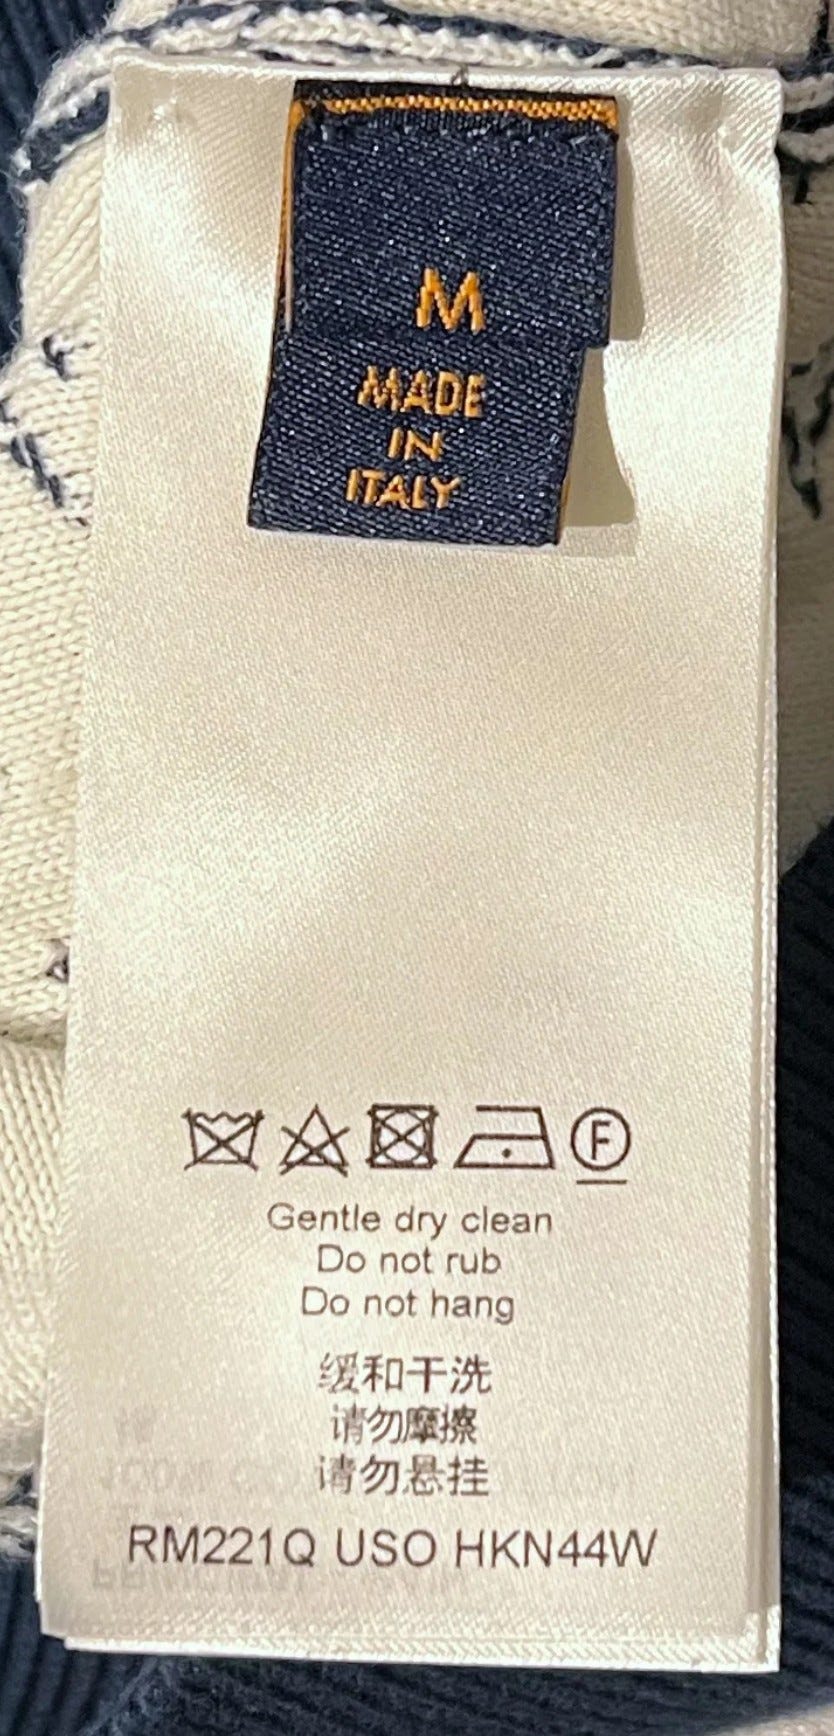 M
MADE
IN
ITALY
F
Gentle dry clean
Do not rub
Do not hang
缓和干洗
请勿摩擦
请勿悬挂
RM221Q USO HKN44W